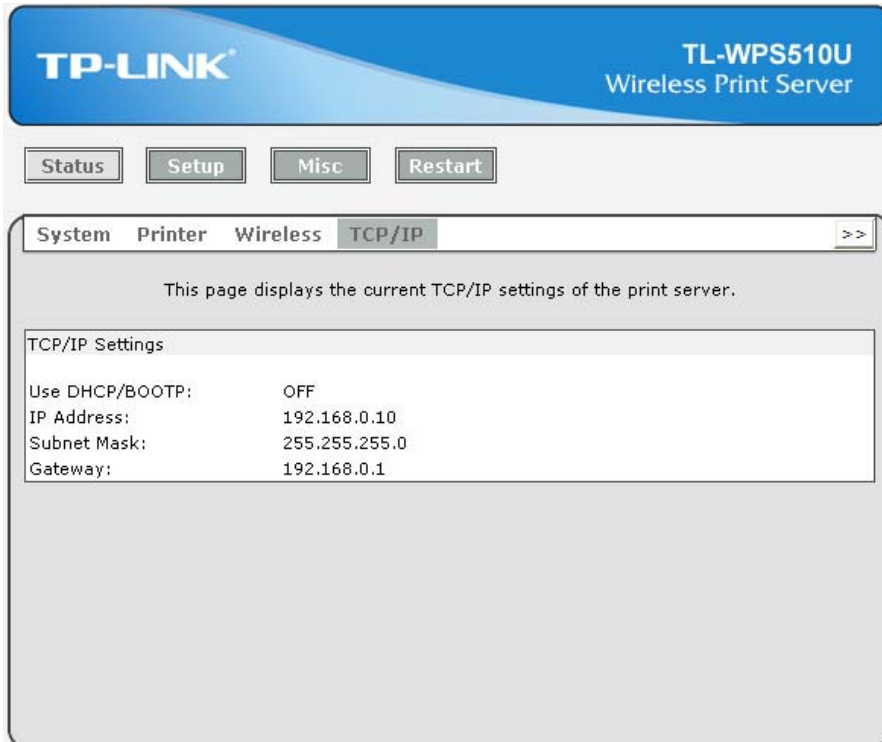 TP-LINK
TL-WPS510U
Wireless Print Server
Status Setup Misc Restart
System Printer Wireless TCP/IP >>
This page displays the current TCP/IP settings of the print server.
TCP/IP Settings
Use DHCP/BOOTP: OFF
IP Address: 192.168.0.10
Subnet Mask: 255.255.255.0
Gateway: 192.168.0.1